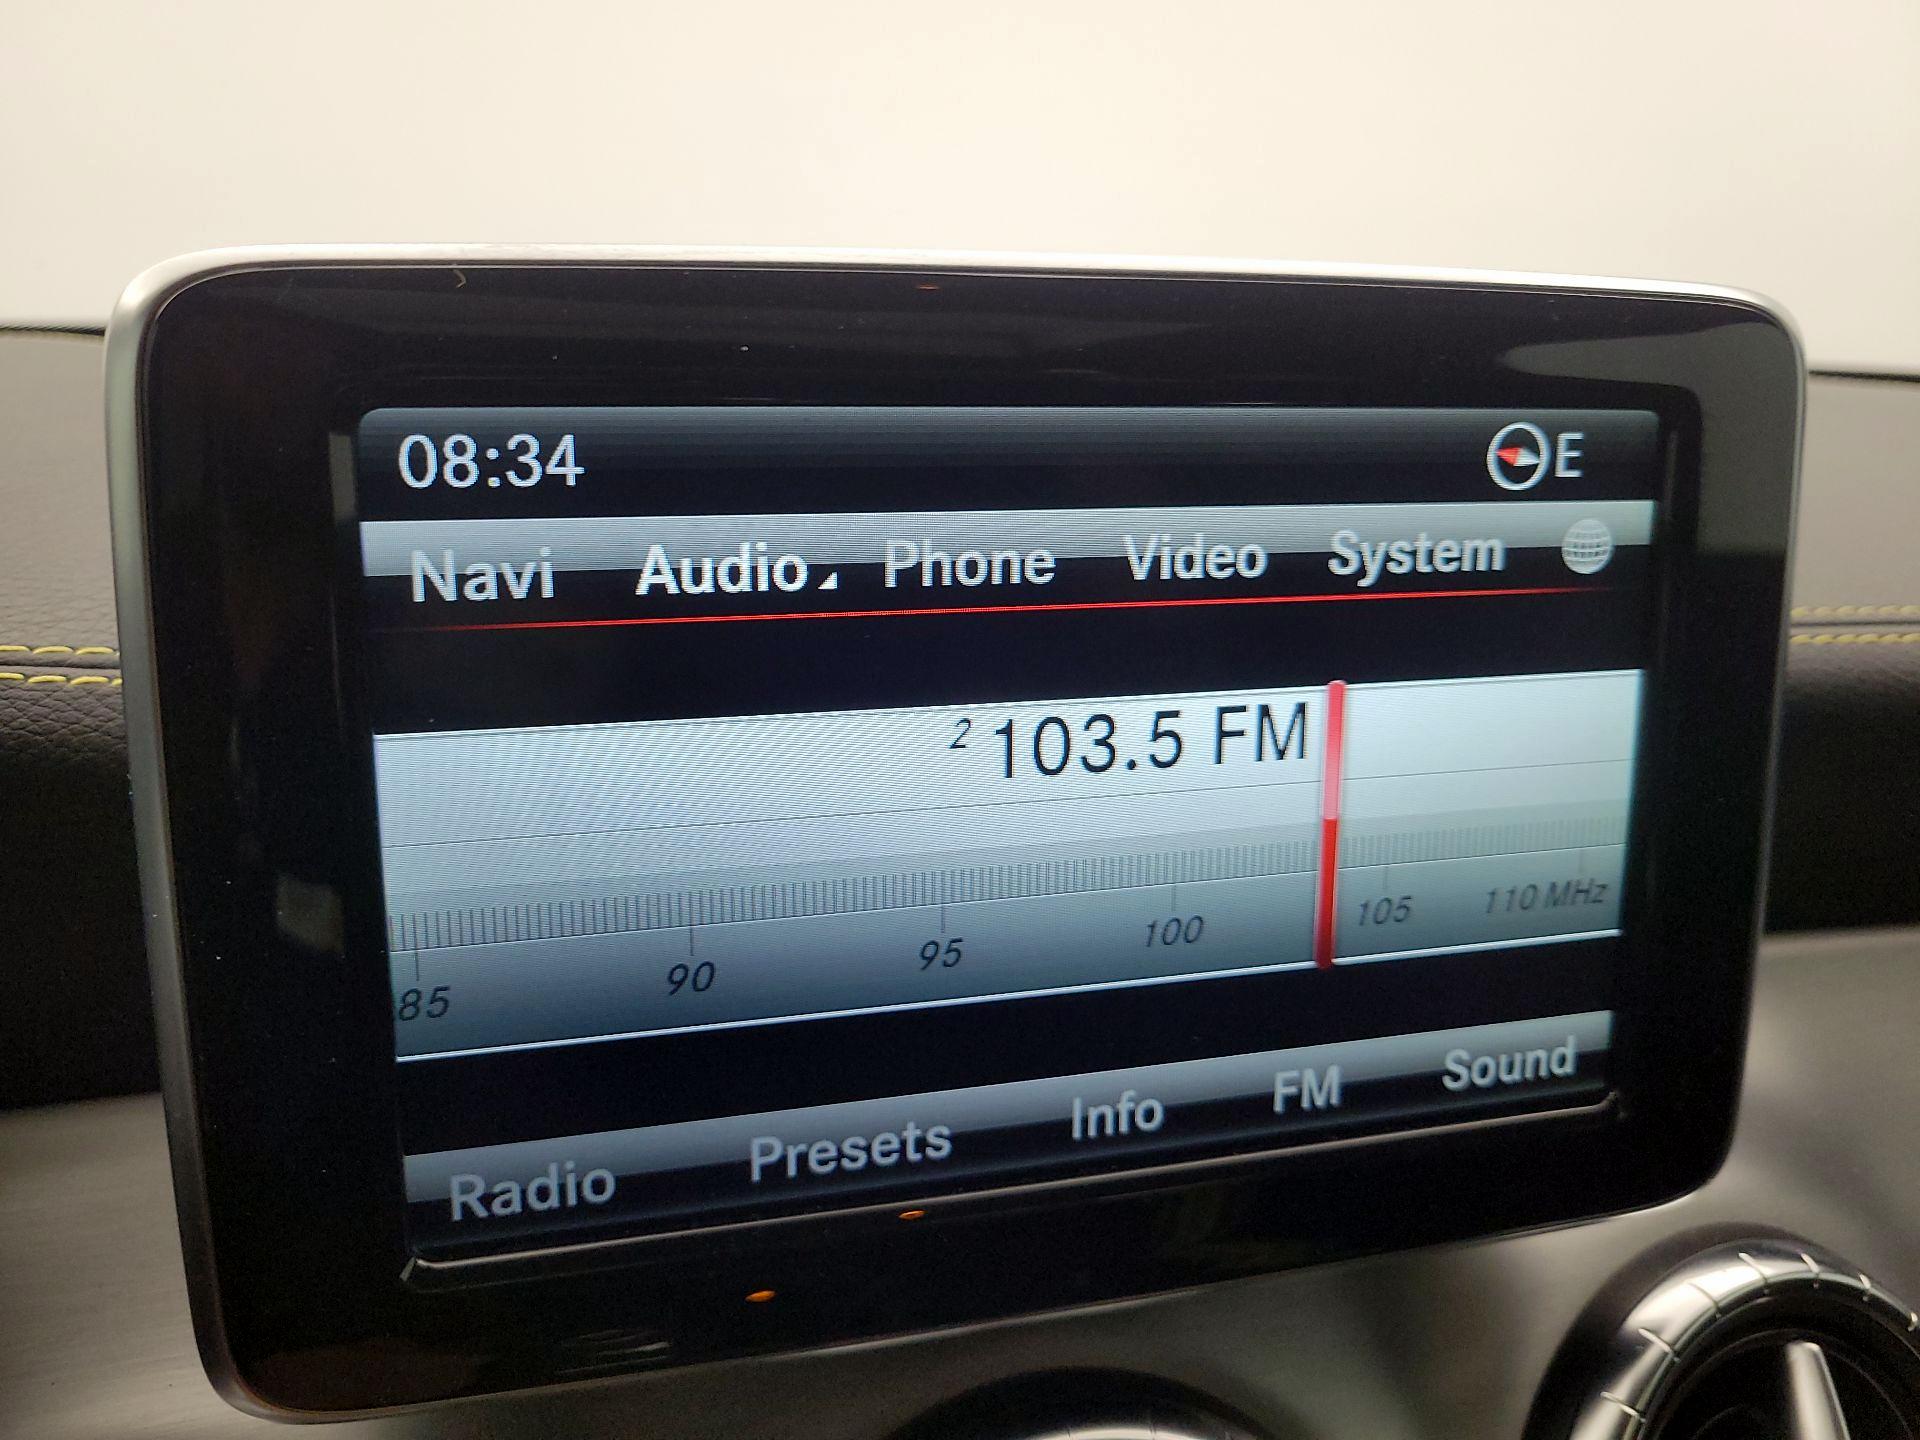 08:34 E
Navi Audio Phone Video System
2 103.5 FM
85 90 95 100 105 110 MHz
Radio Presets Info FM Sound